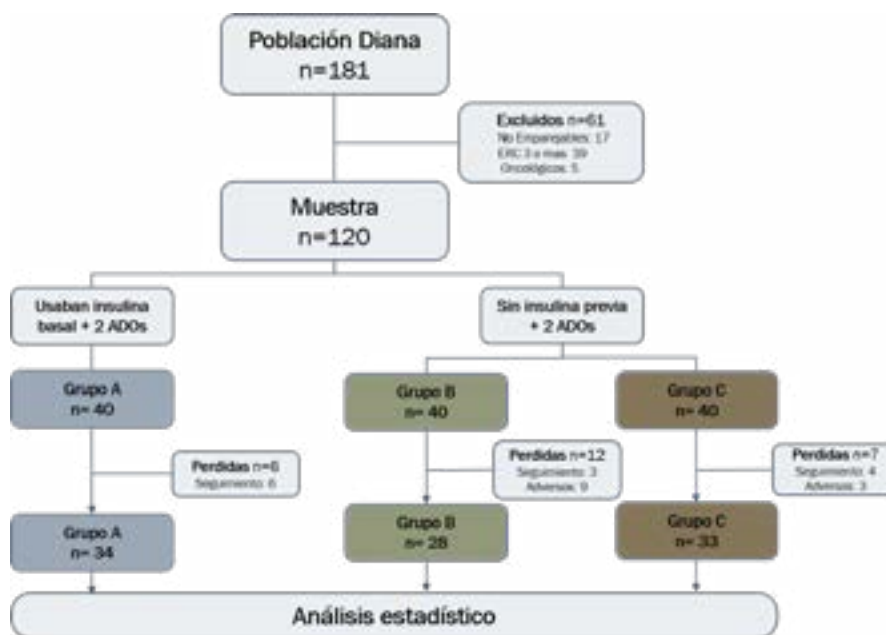 Población Diana
n=181
Excluidos n=61
No Emparejables: 17
ERC 3 o mas: 39
Oncológicos: 5
Muestra
n=120
Usaban insulina
basal + 2 ADOs
Sin insulina previa
+ 2 ADOs
Grupo A
n= 40
Grupo B
n= 40
Grupo C
n= 40
Perdidas n=6
Seguimiento: 6
Perdidas n=12
Seguimiento: 3
Adversos: 9
Perdidas n=7
Seguimiento: 4
Adversos: 3
Grupo A
n= 34
Grupo B
n= 28
Grupo C
n= 33
Análisis estadístico